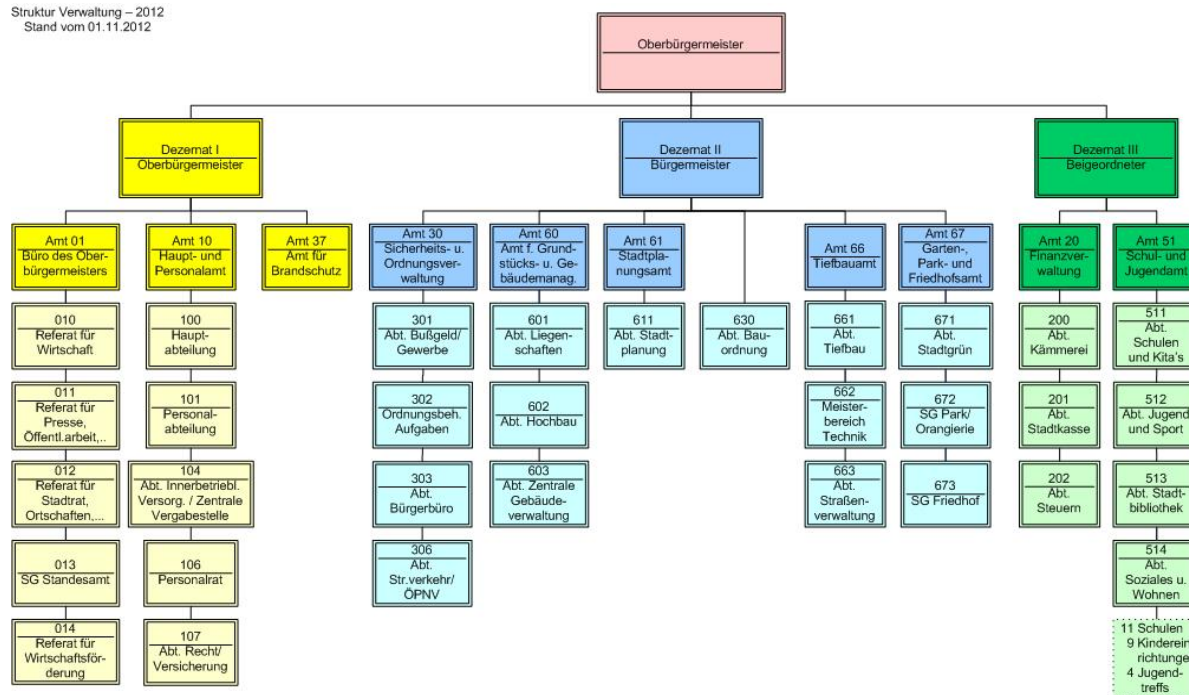 Struktur Verwaltung – 2012
Stand vom 01.11.2012
Oberbürgermeister
Dezernat I
Oberbürgermeister
Dezernat II
Bürgermeister
Dezernat III
Beigeordneter
Amt 01
Büro des Ober-
bürgermeisters
Amt 10
Haupt- und
Personalamt
Amt 37
Amt für
Brandschutz
Amt 30
Sicherheits- u.
Ordnungsver-
waltung
Amt 60
Amt f. Grund-
stücks- u. Ge-
bäudemanag.
Amt 61
Stadtpla-
nungsamt
Amt 66
Tiefbauamt
Amt 67
Garten-,
Park- und
Friedhofsamt
Amt 20
Finanzver-
waltung
Amt 51
Schul- und
Jugendamt
010
Referat für
Wirtschaft
011
Referat für
Presse,
Öffentl.arbeit,..
012
Referat für
Stadtrat,
Ortschaften,...
013
SG Standesamt
014
Referat für
Wirtschaftsför-
derung
100
Haupt-
abteilung
101
Personal-
abteilung
104
Abt. Innerbetriebl.
Versorg. / Zentrale
Vergabestelle
106
Personalrat
107
Abt. Recht/
Versicherung
301
Abt. Bußgeld/
Gewerbe
302
Ordnungsbeh.
Aufgaben
303
Abt.
Bürgerbüro
306
Abt.
Str.verkehr/
ÖPNV
601
Abt. Liegen-
schaften
602
Abt. Hochbau
603
Abt. Zentrale
Gebäude-
verwaltung
611
Abt. Stadt-
planung
630
Abt. Bau-
ordnung
661
Abt.
Tiefbau
662
Meister-
bereich
Technik
663
Abt.
Straßen-
verwaltung
671
Abt.
Stadtgrün
672
SG Park/
Orangierie
673
SG Friedhof
200
Abt.
Kämmerei
201
Abt.
Stadtkasse
202
Abt.
Steuern
511
Abt.
Schulen
und Kita's
512
Abt. Jugend
und Sport
513
Abt. Stadt-
bibliothek
514
Abt.
Soziales u.
Wohnen
11 Schulen
9 Kinderein
richtunge
4 Jugend-
treffs